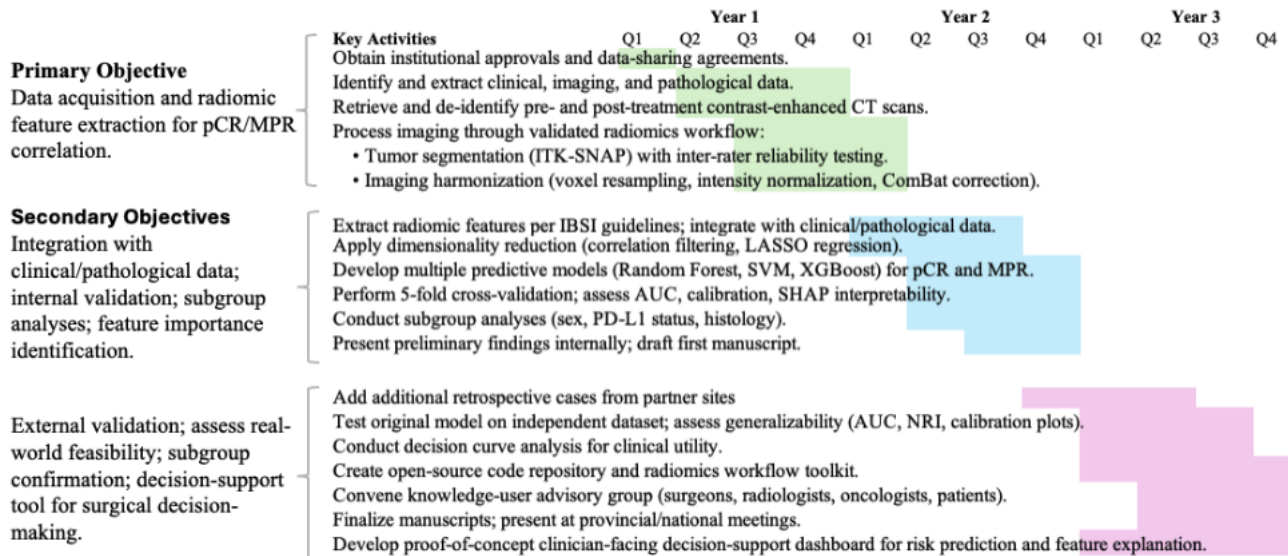 Year 1 Year 2 Year 3
Key Activities Q1 Q2 Q3 Q4 Q1 Q2 Q3 Q4 Q1 Q2 Q3 Q4
Primary Objective
Data acquisition and radiomic
feature extraction for pCR/MPR
correlation.
Obtain institutional approvals and data-sharing agreements.
Identify and extract clinical, imaging, and pathological data.
Retrieve and de-identify pre- and post-treatment contrast-enhanced CT scans.
Process imaging through validated radiomics workflow:
• Tumor segmentation (ITK-SNAP) with inter-rater reliability testing.
• Imaging harmonization (voxel resampling, intensity normalization, ComBat correction).
Secondary Objectives
Integration with
clinical/pathological data;
internal validation; subgroup
analyses; feature importance
identification.
Extract radiomic features per IBSI guidelines; integrate with clinical/pathological data.
Apply dimensionality reduction (correlation filtering, LASSO regression).
Develop multiple predictive models (Random Forest, SVM, XGBoost) for pCR and MPR.
Perform 5-fold cross-validation; assess AUC, calibration, SHAP interpretability.
Conduct subgroup analyses (sex, PD-L1 status, histology).
Present preliminary findings internally; draft first manuscript.
External validation; assess real-
world feasibility; subgroup
confirmation; decision-support
tool for surgical decision-
making.
Add additional retrospective cases from partner sites
Test original model on independent dataset; assess generalizability (AUC, NRI, calibration plots).
Conduct decision curve analysis for clinical utility.
Create open-source code repository and radiomics workflow toolkit.
Convene knowledge-user advisory group (surgeons, radiologists, oncologists, patients).
Finalize manuscripts; present at provincial/national meetings.
Develop proof-of-concept clinician-facing decision-support dashboard for risk prediction and feature explanation.